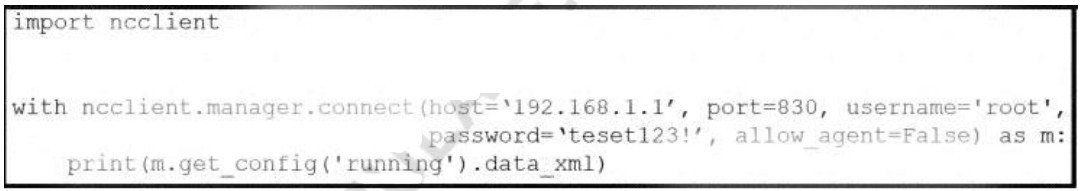 import ncclient
with ncclient.manager.connect(host=‘192.168.1.1’, port=830, username='root',
password=‘teset123!’, allow_agent=False) as m:
print(m.get_config('running').data_xml)